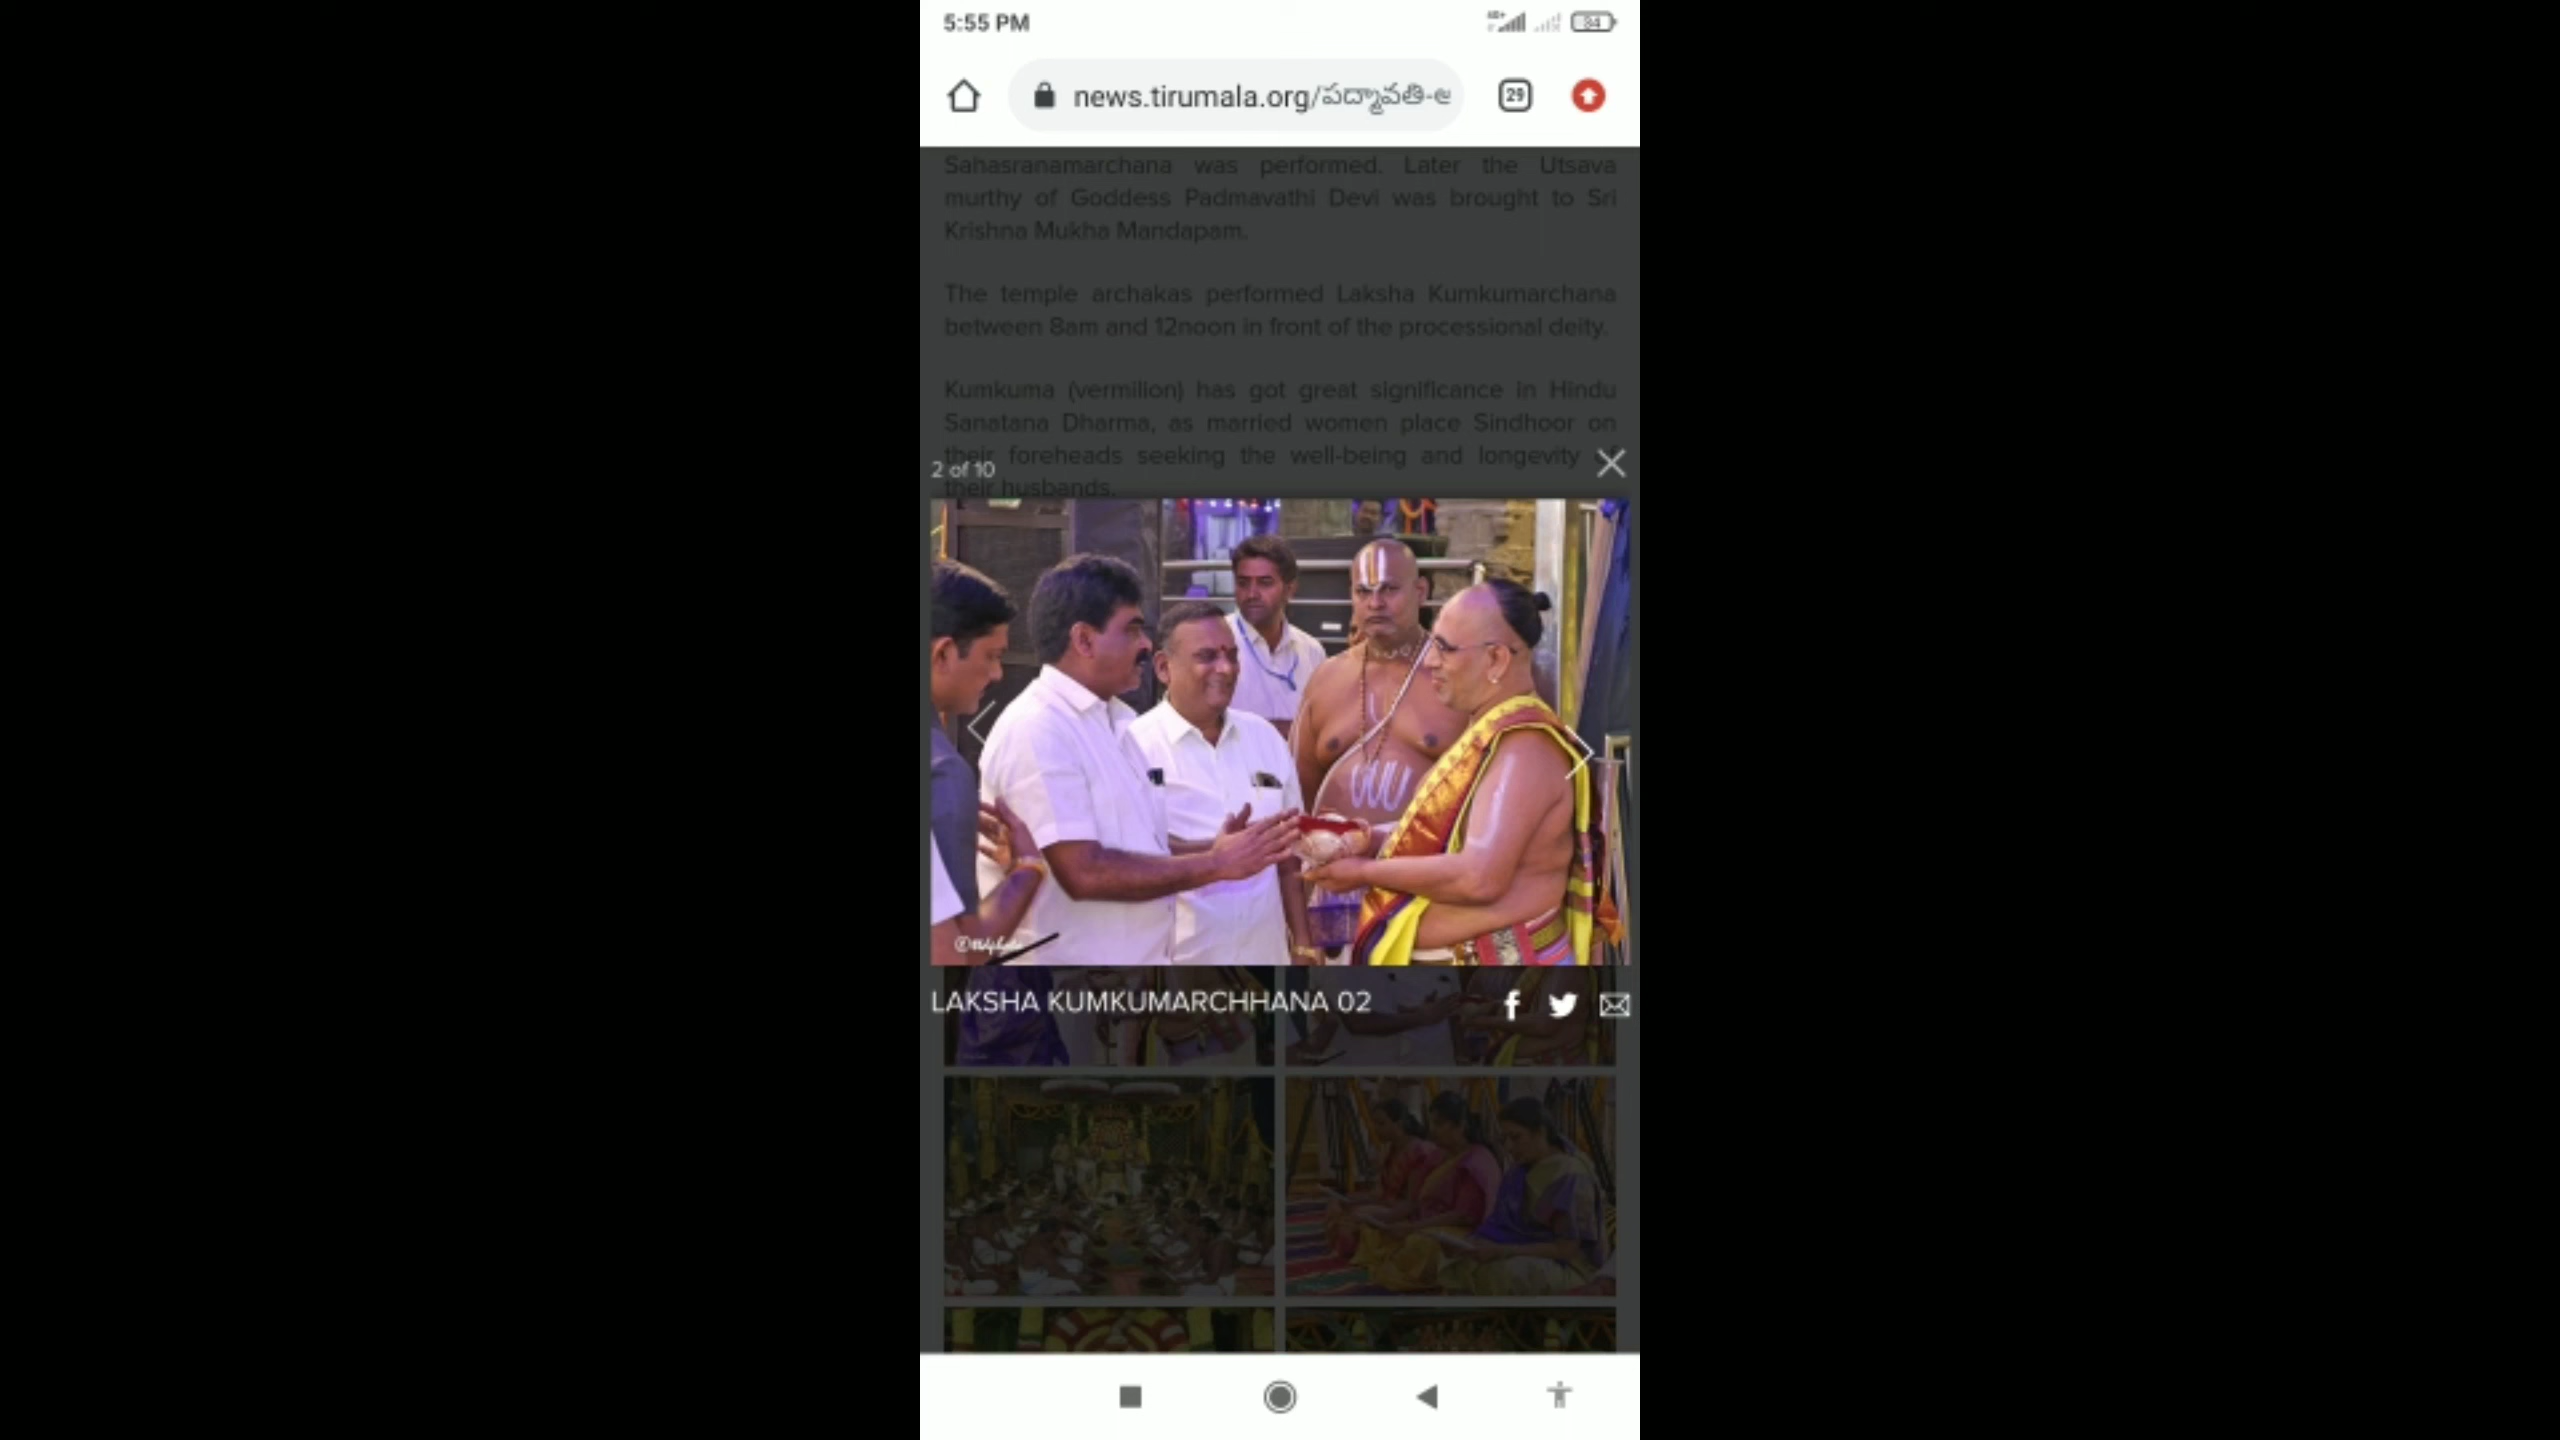 5:55 PM
84
news.tirumala.org/పద్మావతి-అ
29
Sahasranamarchana was performed. Later the Utsava
murthy of Goddess Padmavathi Devi was brought to Sri
Krishna Mukha Mandapam.
The temple archakas performed Laksha Kumkumarchana
between 8am and 12noon in front of the processional deity.
Kumkuma (vermilion) has got great significance in Hindu
Sanatana Dharma, as married women place Sindhoor on
their foreheads seeking the well-being and longevity
2 of 10
their husbands.
LAKSHA KUMKUMARCHHANA 02